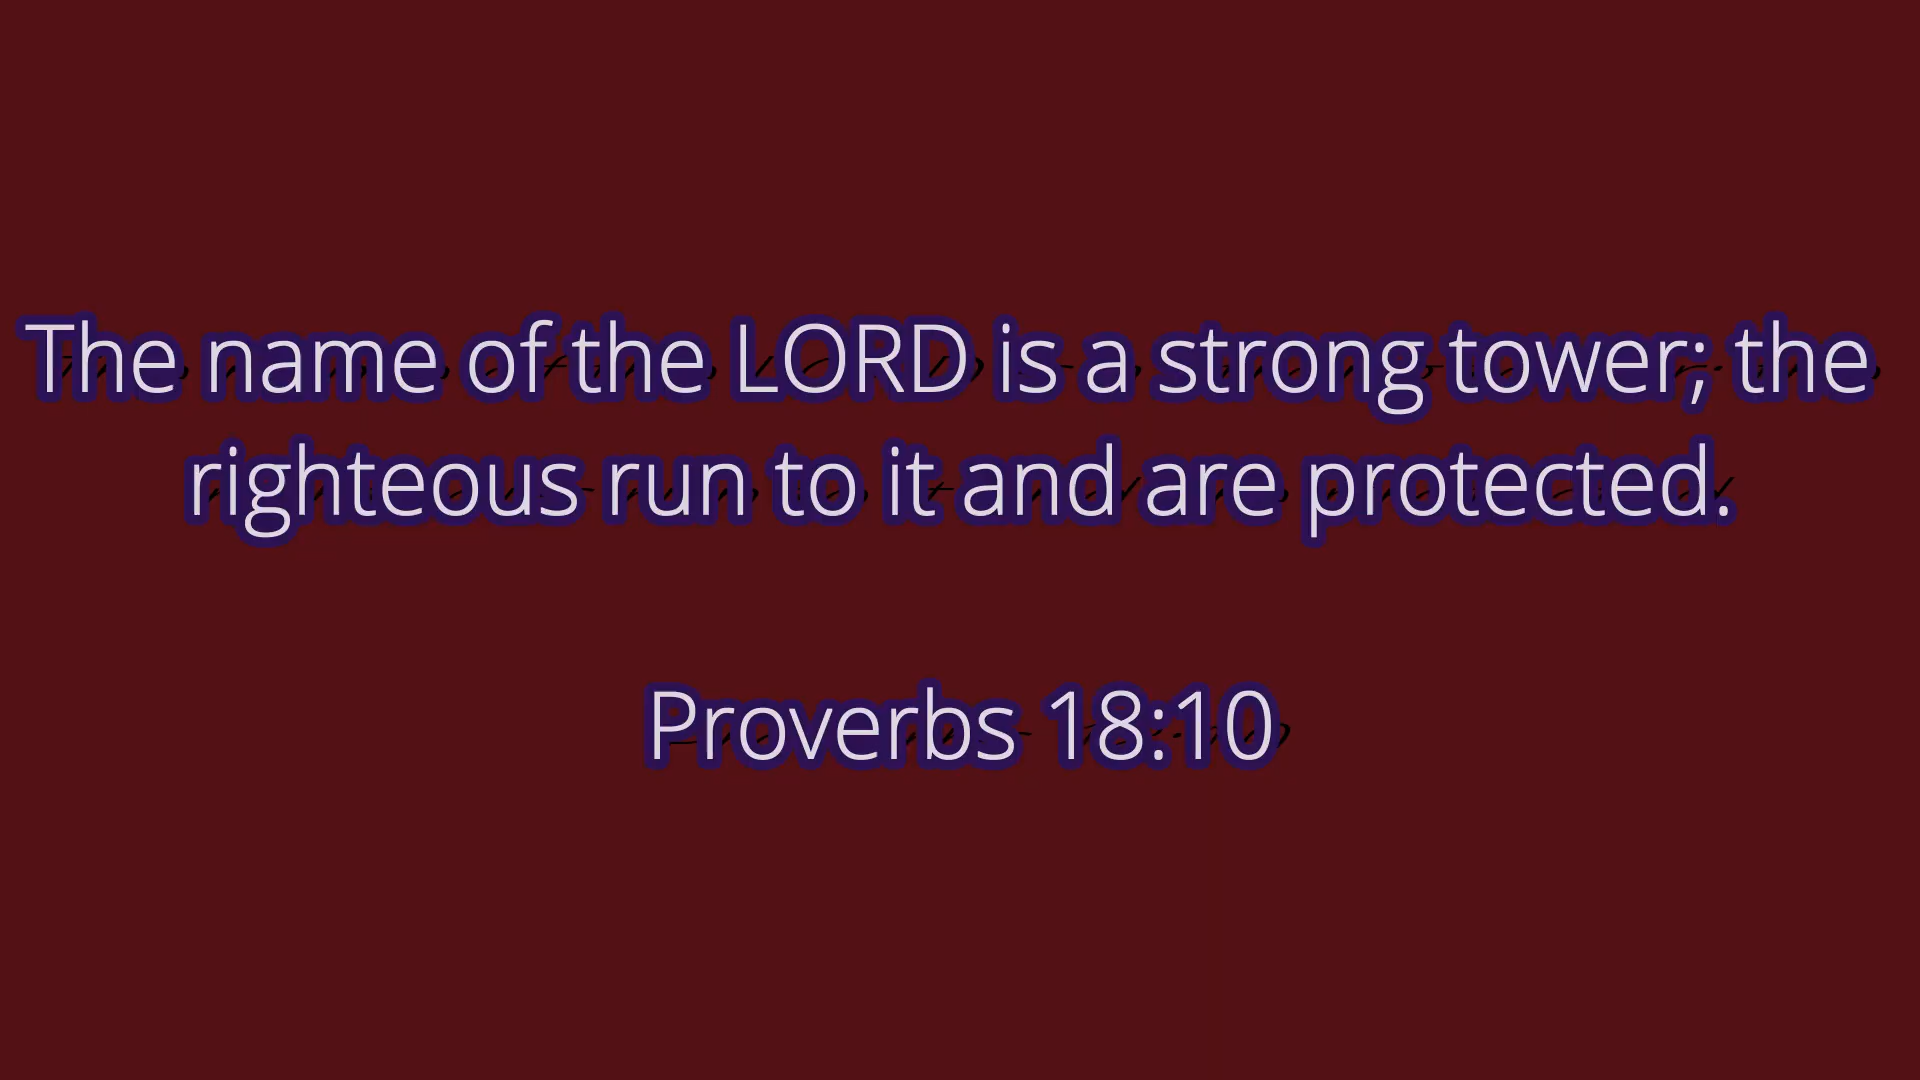 The name of the LORD is a strong tower; the
righteous run to it and are protected.
Proverbs 18:10